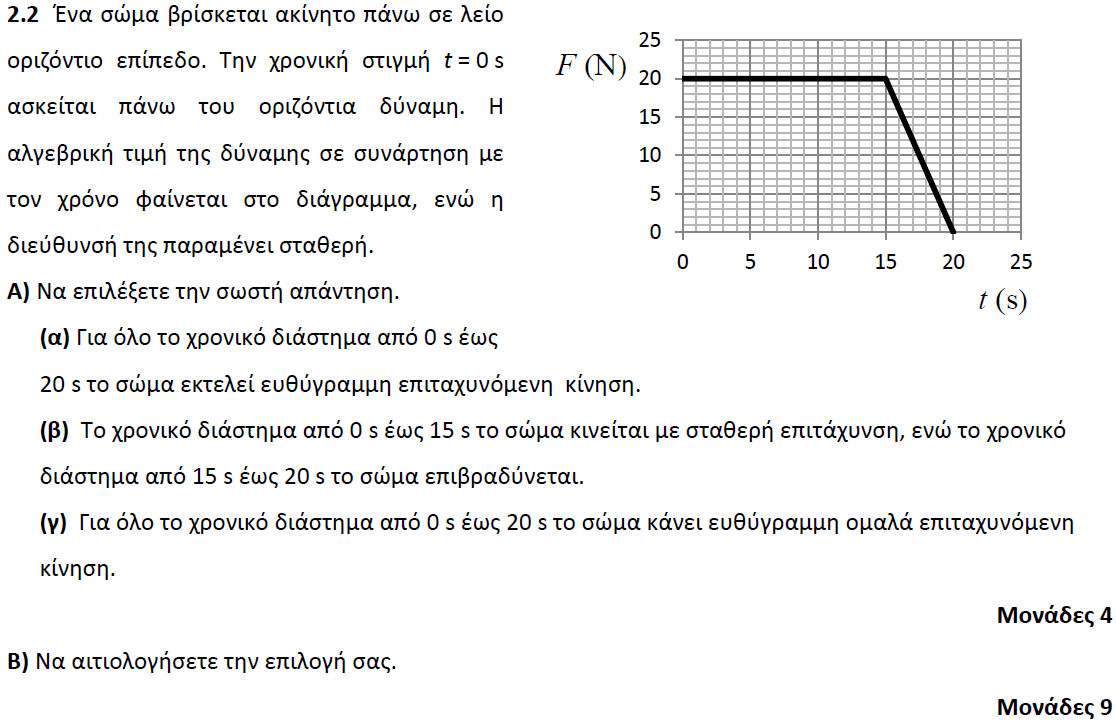 2.2 Ένα σώμα βρίσκεται ακίνητο πάνω σε λείο
οριζόντιο επίπεδο. Την χρονική στιγμή t = 0 s
ασκείται πάνω του οριζόντια δύναμη. Η
αλγεβρική τιμή της δύναμης σε συνάρτηση με
τον χρόνο φαίνεται στο διάγραμμα, ενώ η
διεύθυνσή της παραμένει σταθερή.
F (N)
25
20
15
10
5
0
0 5 10 15 20 25
t (s)
Α) Να επιλέξετε την σωστή απάντηση.
(α) Για όλο το χρονικό διάστημα από 0 s έως
20 s το σώμα εκτελεί ευθύγραμμη επιταχυνόμενη κίνηση.
(β) Το χρονικό διάστημα από 0 s έως 15 s το σώμα κινείται με σταθερή επιτάχυνση, ενώ το χρονικό
διάστημα από 15 s έως 20 s το σώμα επιβραδύνεται.
(γ) Για όλο το χρονικό διάστημα από 0 s έως 20 s το σώμα κάνει ευθύγραμμη ομαλά επιταχυνόμενη
κίνηση.
Μονάδες 4
Β) Να αιτιολογήσετε την επιλογή σας.
Μονάδες 9